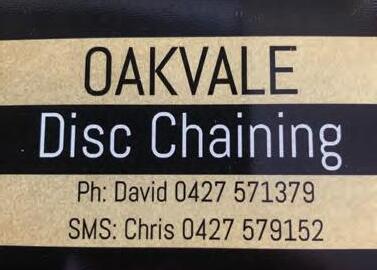 OAKVALE
Disc Chaining
Ph: David 0427 571379
SMS: Chris 0427 579152